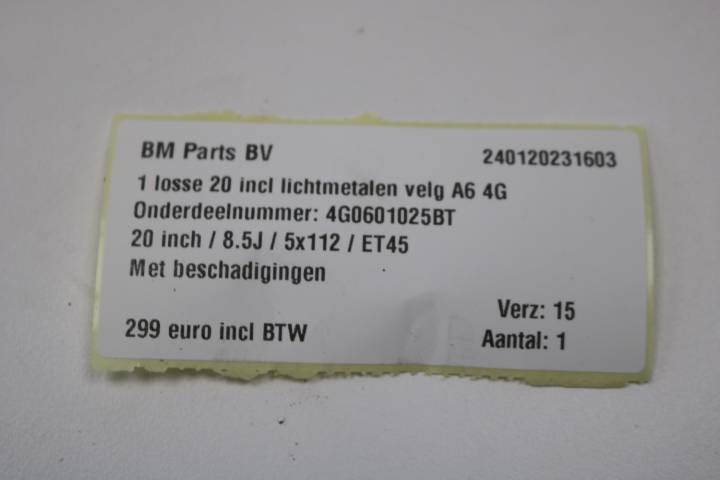 BM Parts BV 240120231603
1 losse 20 incl lichtmetalen velg A6 4G
Onderdeelnummer: 4G0601025BT
20 inch / 8.5J / 5x112 / ET45
Met beschadigingen
Verz: 15
299 euro incl BTW Aantal: 1